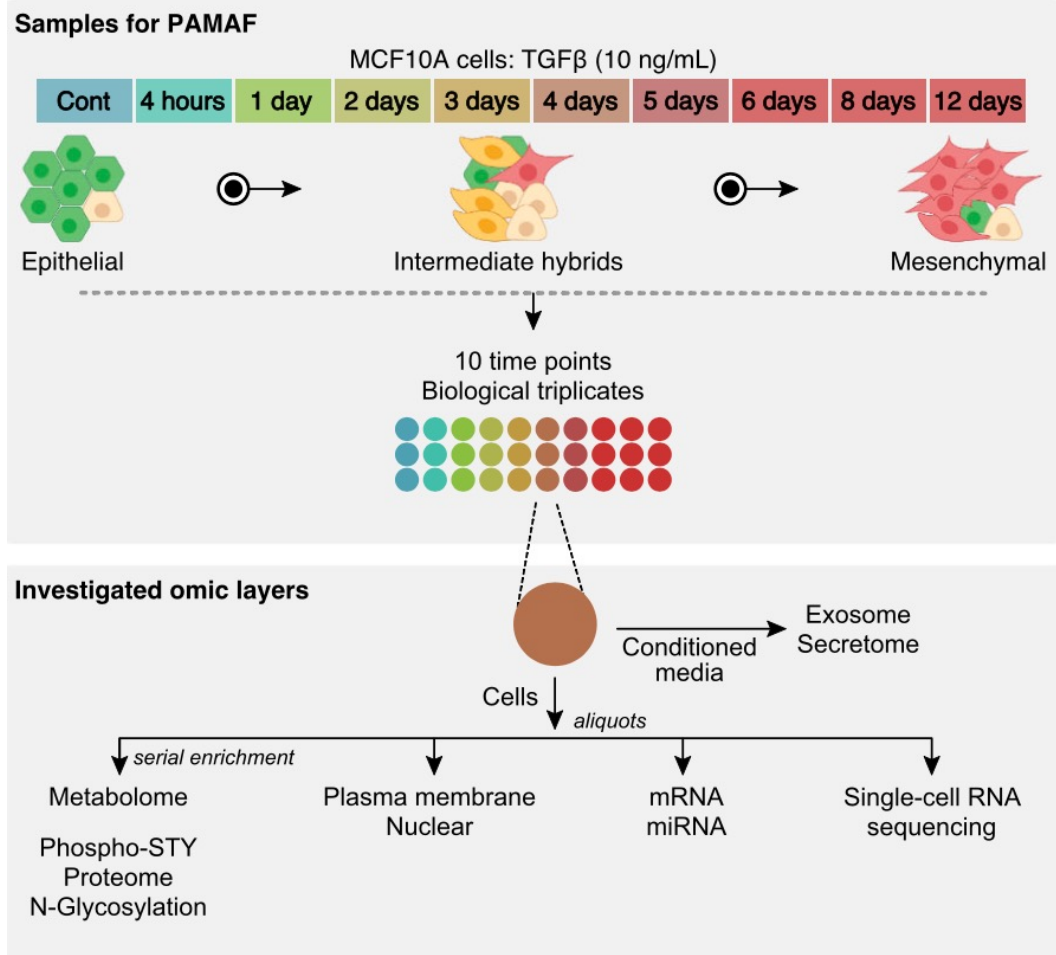 Samples for PAMAF
MCF10A cells: TGFβ (10 ng/mL)
Cont 4 hours 1 day 2 days 3 days 4 days 5 days 6 days 8 days 12 days
Epithelial Intermediate hybrids Mesenchymal
10 time points
Biological triplicates
Investigated omic layers
Exosome
Secretome
Conditioned
media
Cells
aliquots
serial enrichment
Metabolome
Phospho-STY
Proteome
N-Glycosylation
Plasma membrane
Nuclear
mRNA
miRNA
Single-cell RNA
sequencing